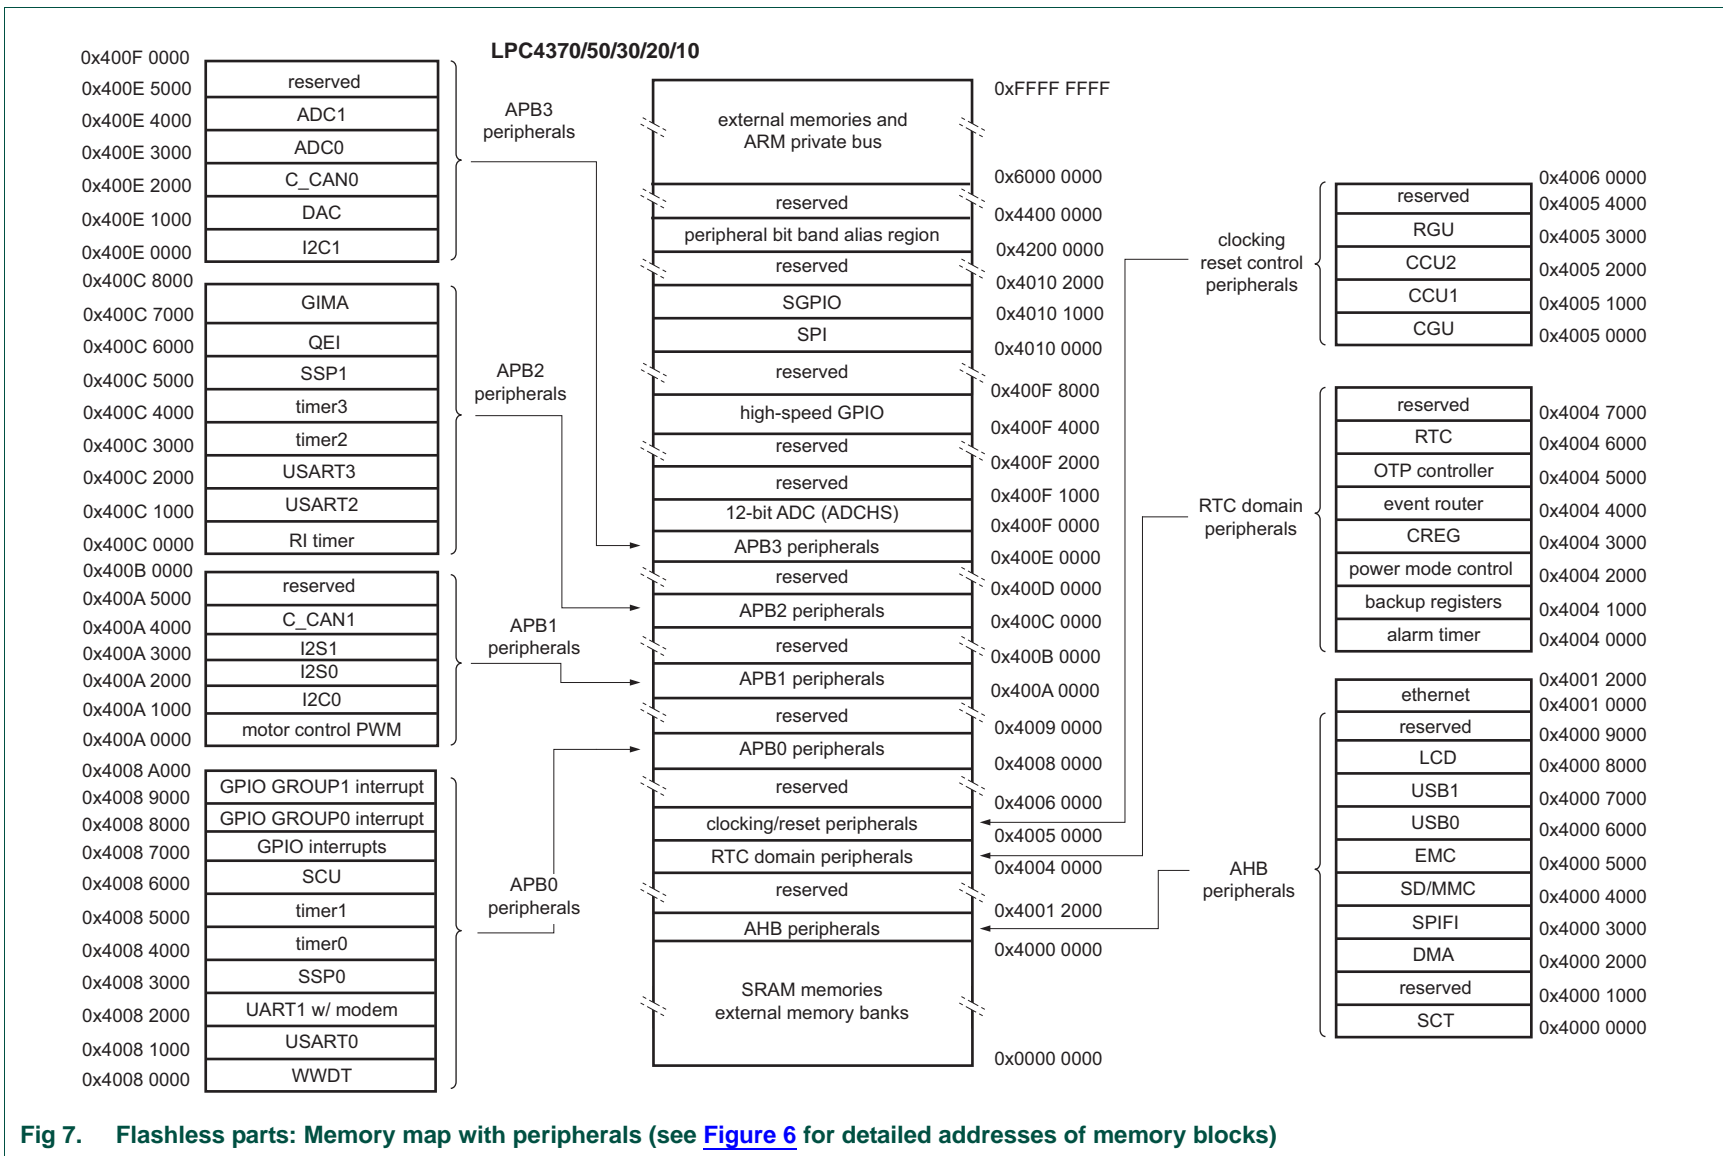 LPC4370/50/30/20/10
0x400F 0000
reserved
0x400E 5000
ADC1
0x400E 4000
ADC0
0x400E 3000
C_CAN0
0x400E 2000
DAC
0x400E 1000
I2C1
0x400E 0000
APB3
peripherals
0x400C 8000
GIMA
0x400C 7000
QEI
0x400C 6000
SSP1
0x400C 5000
timer3
0x400C 4000
timer2
0x400C 3000
USART3
0x400C 2000
USART2
0x400C 1000
RI timer
0x400C 0000
APB2
peripherals
0x400B 0000
reserved
0x400A 5000
C_CAN1
0x400A 4000
I2S1
0x400A 3000
I2S0
0x400A 2000
I2C0
0x400A 1000
motor control PWM
0x400A 0000
APB1
peripherals
0x4008 A000
GPIO GROUP1 interrupt
0x4008 9000
GPIO GROUP0 interrupt
0x4008 8000
GPIO interrupts
0x4008 7000
SCU
0x4008 6000
timer1
0x4008 5000
timer0
0x4008 4000
SSP0
0x4008 3000
UART1 w/ modem
0x4008 2000
USART0
0x4008 1000
WWDT
0x4008 0000
APB0
peripherals
0xFFFF FFFF
external memories and
ARM private bus
0x6000 0000
reserved
0x4400 0000
peripheral bit band alias region
0x4200 0000
reserved
0x4010 2000
SGPIO
0x4010 1000
SPI
0x4010 0000
reserved
0x400F 8000
high-speed GPIO
0x400F 4000
reserved
0x400F 2000
reserved
0x400F 1000
12-bit ADC (ADCHS)
0x400F 0000
APB3 peripherals
0x400E 0000
reserved
0x400D 0000
APB2 peripherals
0x400C 0000
reserved
0x400B 0000
APB1 peripherals
0x400A 0000
reserved
0x4009 0000
APB0 peripherals
0x4008 0000
reserved
0x4006 0000
clocking/reset peripherals
0x4005 0000
RTC domain peripherals
0x4004 0000
reserved
0x4001 2000
AHB peripherals
0x4000 0000
SRAM memories
external memory banks
0x0000 0000
clocking
reset control
peripherals
0x4006 0000
reserved
0x4005 4000
RGU
0x4005 3000
CCU2
0x4005 2000
CCU1
0x4005 1000
CGU
0x4005 0000
RTC domain
peripherals
reserved
0x4004 7000
RTC
0x4004 6000
OTP controller
0x4004 5000
event router
0x4004 4000
CREG
0x4004 3000
power mode control
0x4004 2000
backup registers
0x4004 1000
alarm timer
0x4004 0000
AHB
peripherals
0x4001 2000
ethernet
0x4001 0000
reserved
0x4000 9000
LCD
0x4000 8000
USB1
0x4000 7000
USB0
0x4000 6000
EMC
0x4000 5000
SD/MMC
0x4000 4000
SPIFI
0x4000 3000
DMA
0x4000 2000
reserved
0x4000 1000
SCT
0x4000 0000
Fig 7. Flashless parts: Memory map with peripherals (see Figure 6 for detailed addresses of memory blocks)